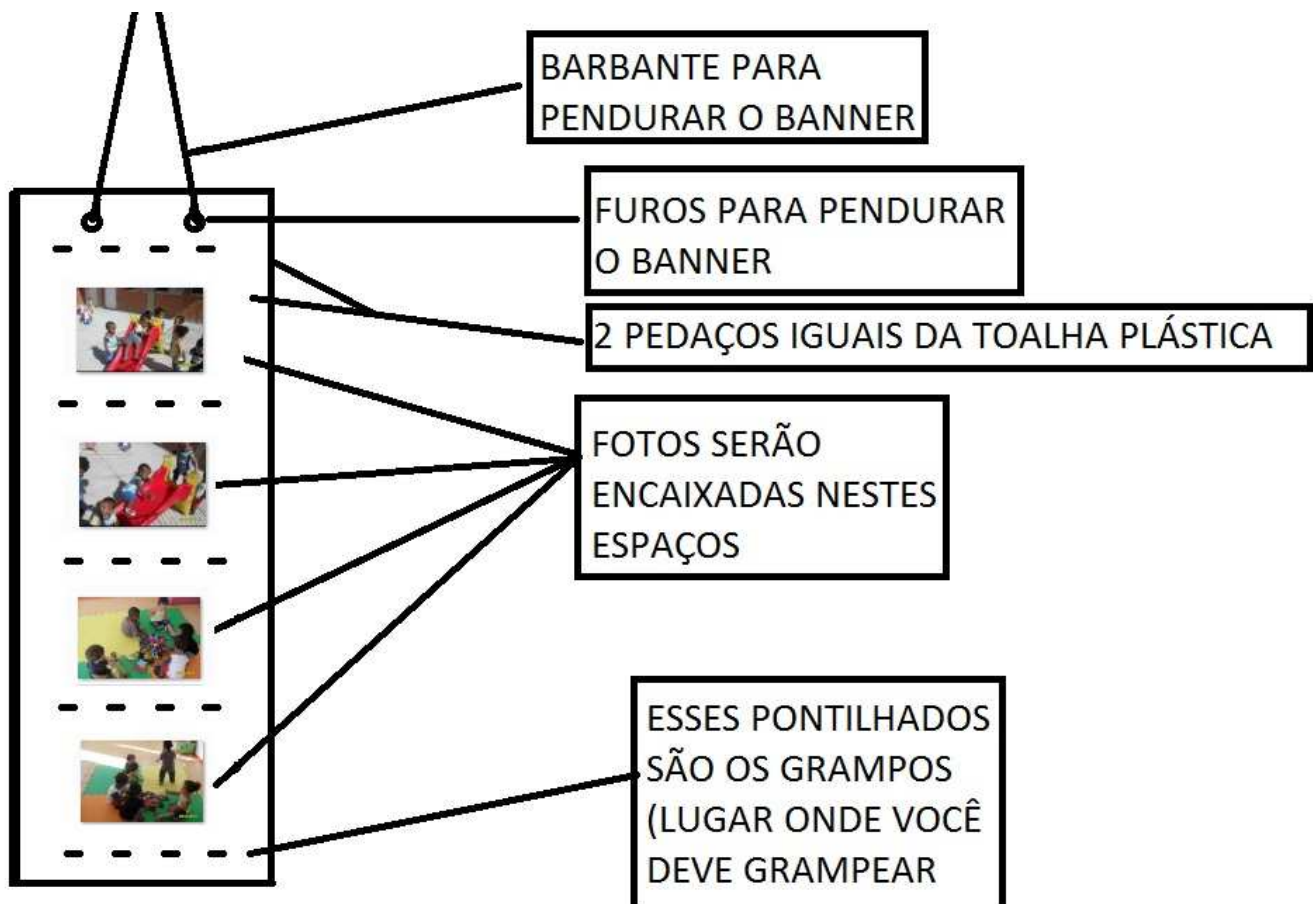 BARBANTE PARA
PENDURAR O BANNER
FUROS PARA PENDURAR
O BANNER
2 PEDAÇOS IGUAIS DA TOALHA PLÁSTICA
FOTOS SERÃO
ENCAIXADAS NESTES
ESPAÇOS
ESSES PONTILHADOS
SÃO OS GRAMPOS
(LUGAR ONDE VOCÊ
DEVE GRAMPEAR